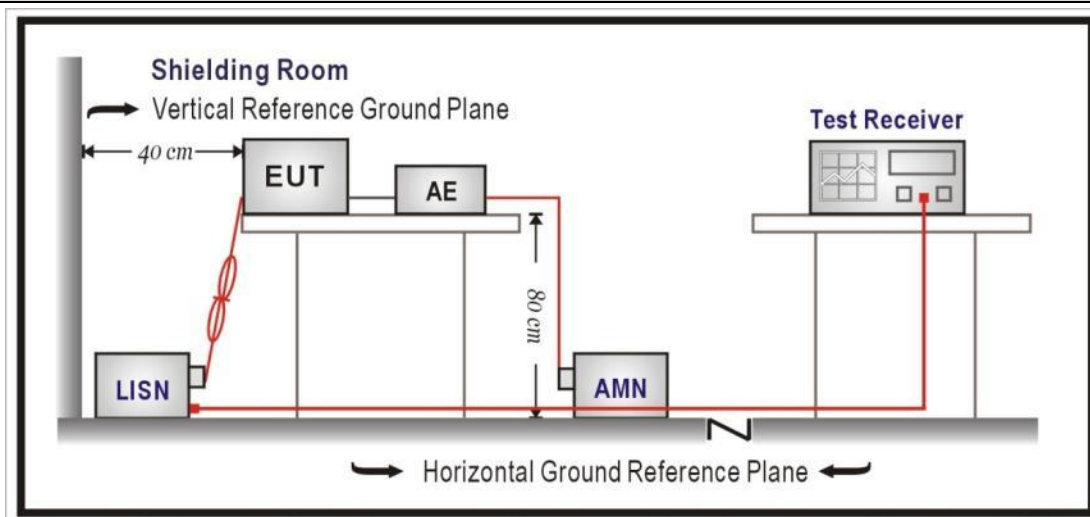 Shielding Room
Vertical Reference Ground Plane
Test Receiver
40 cm
EUT
AE
80 cm
LISN
AMN
Horizontal Ground Reference Plane